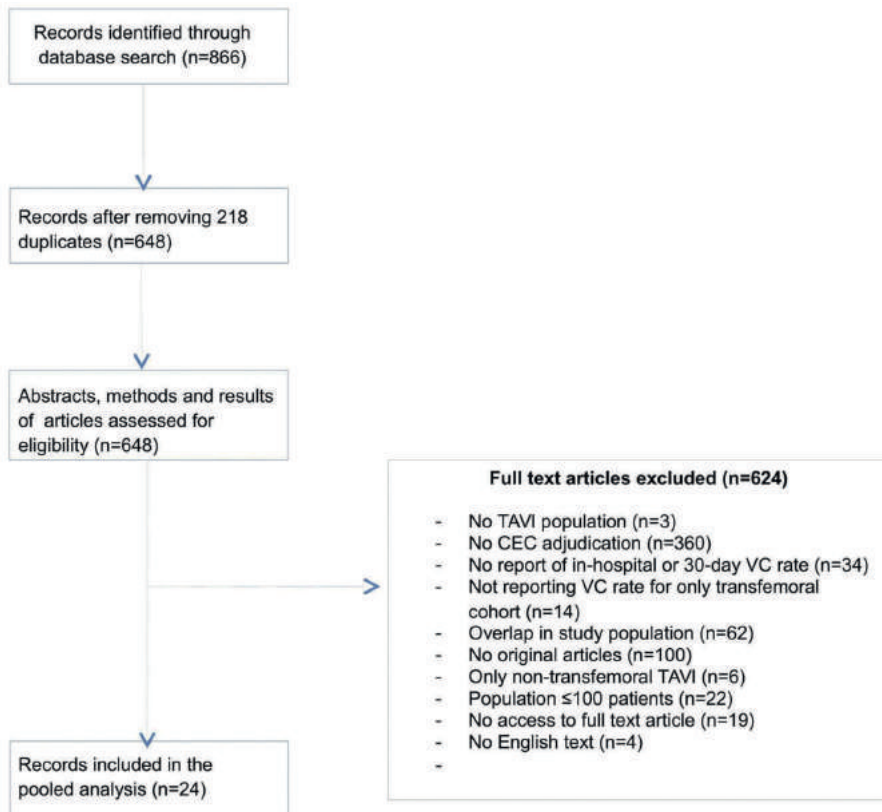 Records identified through
database search (n=866)
Records after removing 218
duplicates (n=648)
Abstracts, methods and results
of articles assessed for
eligibility (n=648)
Full text articles excluded (n=624)
- No TAVI population (n=3)
- No CEC adjudication (n=360)
- No report of in-hospital or 30-day VC rate (n=34)
- Not reporting VC rate for only transfemoral
cohort (n=14)
- Overlap in study population (n=62)
- No original articles (n=100)
- Only non-transfemoral TAVI (n=6)
- Population ≤100 patients (n=22)
- No access to full text article (n=19)
- No English text (n=4)
-
Records included in the
pooled analysis (n=24)